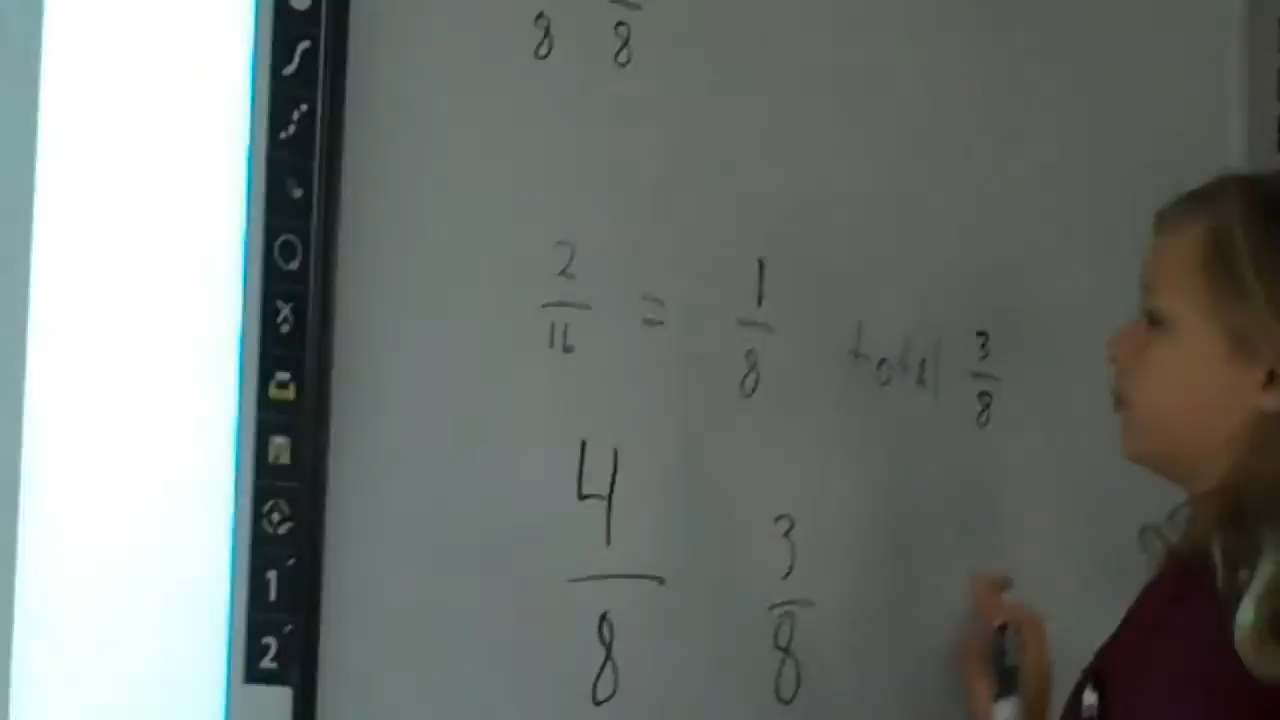 8 8
2/16 = 1/8 total 3/8
4/8 3/8
1
2